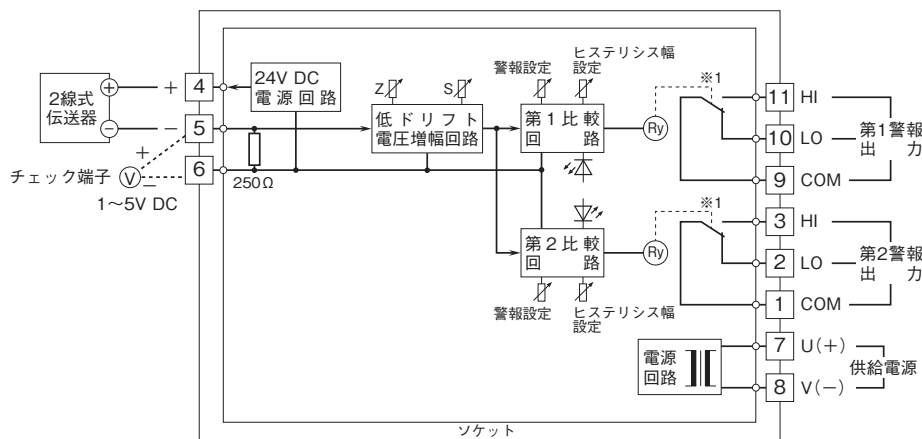 2線式
伝送器
+
−
+
−
4
5
6
+
−
V
チェック端子
1〜5V DC
24V DC
電源回路
250Ω
Z
S
低ドリフト
電圧増幅回路
警報設定
ヒステリシス幅
設定
第1比較
回路
Ry
※1
11
HI
10
LO
9
COM
第1警報
出力
第2比較
回路
警報設定
ヒステリシス幅
設定
Ry
※1
3
HI
2
LO
1
COM
第2警報
出力
電源
回路
7
U(+)
8
V(−)
供給電源
ソケット